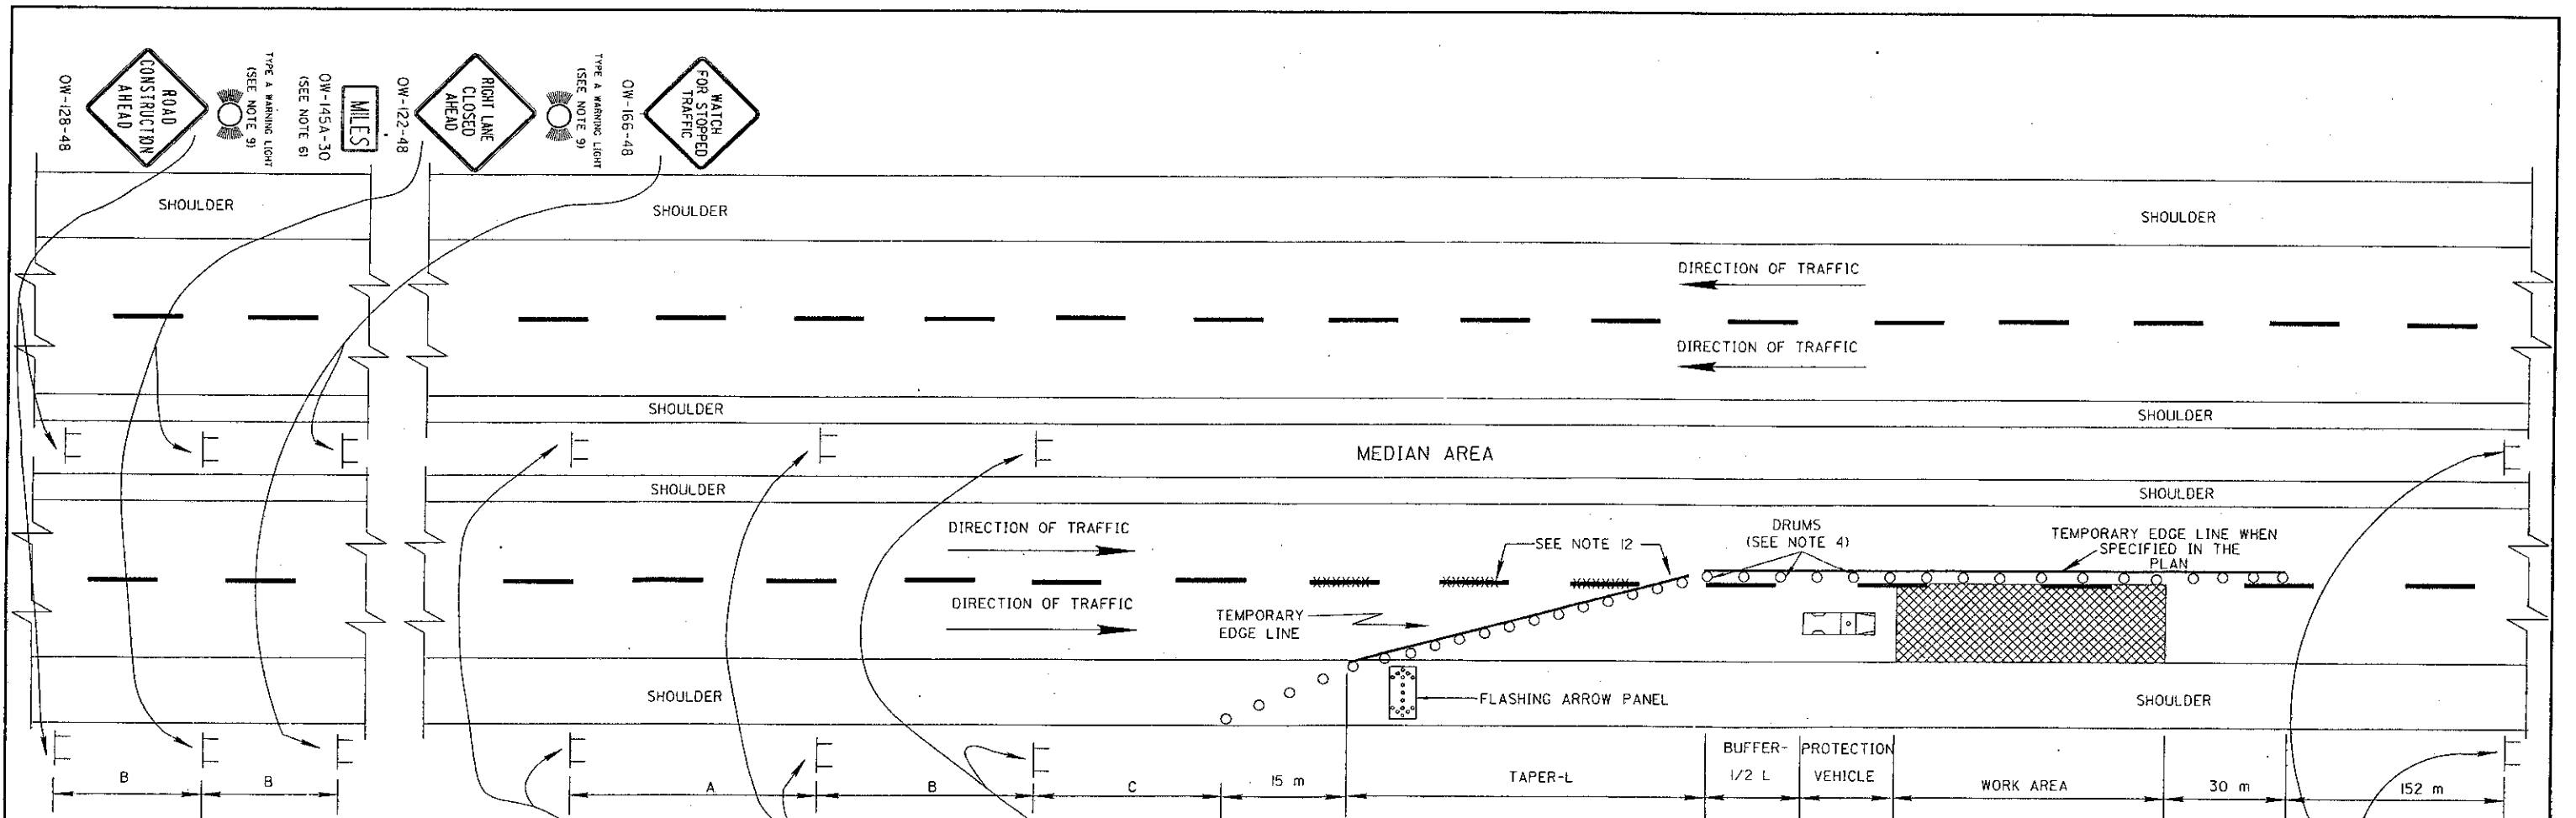 OW-128-48
ROAD
CONSTRUCTION
AHEAD
TYPE A WARNING LIGHT
(SEE NOTE 9)
OW-145A-30
(SEE NOTE 6)
MILES
OW-122-48
RIGHT LANE
CLOSED
AHEAD
TYPE A WARNING LIGHT
(SEE NOTE 9)
OW-166-48
WATCH
FOR STOPPED
TRAFFIC
SHOULDER
SHOULDER
SHOULDER
DIRECTION OF TRAFFIC
DIRECTION OF TRAFFIC
SHOULDER
SHOULDER
MEDIAN AREA
SHOULDER
SHOULDER
DIRECTION OF TRAFFIC
SEE NOTE 12
DRUMS
(SEE NOTE 4)
TEMPORARY EDGE LINE WHEN
SPECIFIED IN THE
PLAN
DIRECTION OF TRAFFIC
TEMPORARY
EDGE LINE
SHOULDER
FLASHING ARROW PANEL
SHOULDER
B
B
A
B
C
15 m
TAPER-L
BUFFER-
1/2 L
PROTECTION
VEHICLE
WORK AREA
30 m
152 m